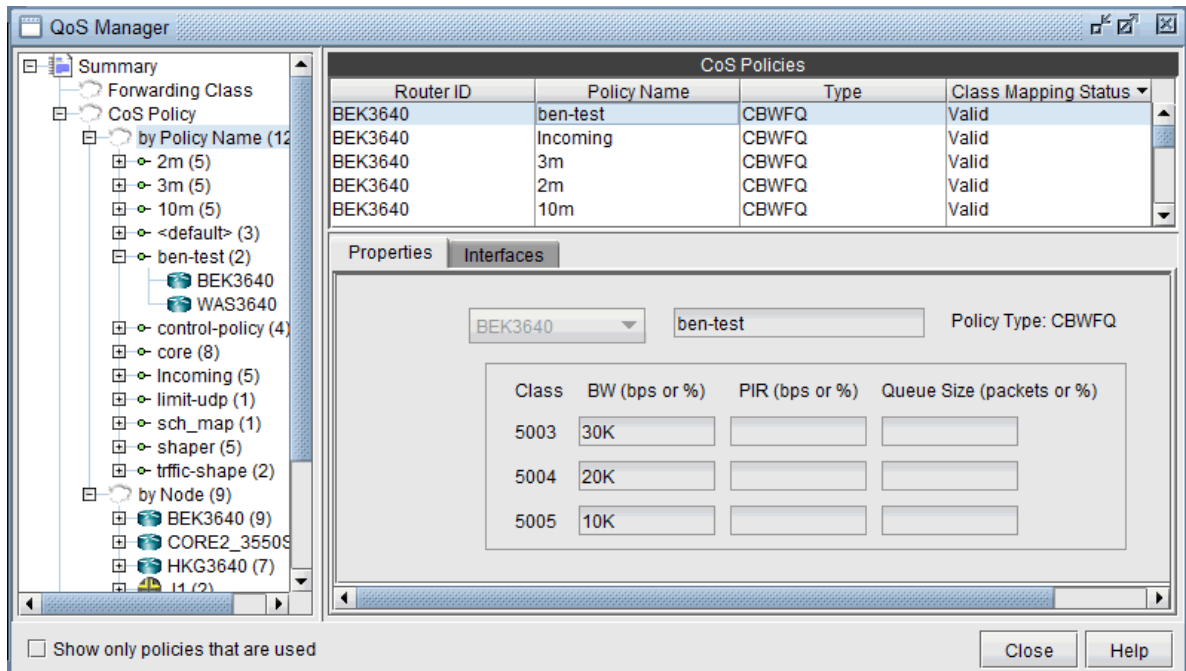 QoS Manager
Summary
Forwarding Class
CoS Policy
by Policy Name (12
2m (5)
3m (5)
10m (5)
<default> (3)
ben-test (2)
BEK3640
WAS3640
control-policy (4)
core (8)
Incoming (5)
limit-udp (1)
sch_map (1)
shaper (5)
trffic-shape (2)
by Node (9)
BEK3640 (9)
CORE2_3550S
HKG3640 (7)
J1 (2)
CoS Policies
Router ID Policy Name Type Class Mapping Status
BEK3640 ben-test CBWFQ Valid
BEK3640 Incoming CBWFQ Valid
BEK3640 3m CBWFQ Valid
BEK3640 2m CBWFQ Valid
BEK3640 10m CBWFQ Valid
Properties Interfaces
BEK3640 ben-test Policy Type: CBWFQ
Class BW (bps or %) PIR (bps or %) Queue Size (packets or %)
5003 30K
5004 20K
5005 10K
Show only policies that are used
Close Help